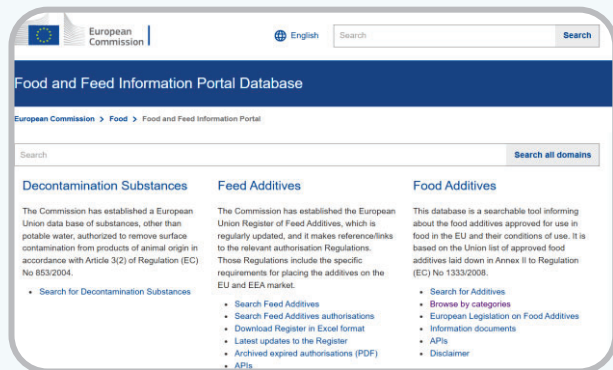 European
Commission
English
Search
Search
Food and Feed Information Portal Database
European Commission > Food > Food and Feed Information Portal
Search
Search all domains
Decontamination Substances
The Commission has established a European
Union data base of substances, other than
potable water, authorized to remove surface
contamination from products of animal origin in
accordance with Article 3(2) of Regulation (EC)
No 853/2004.
• Search for Decontamination Substances
Feed Additives
The Commission has established the European
Union Register of Feed Additives, which is
regularly updated, and it makes reference/links
to the relevant authorisation Regulations.
Those Regulations include the specific
requirements for placing the additives on the
EU and EEA market.
• Search Feed Additives
• Search Feed Additives authorisations
• Download Register in Excel format
• Latest updates to the Register
• Archived expired authorisations (PDF)
• APIs
Food Additives
This database is a searchable tool informing
about the food additives approved for use in
food in the EU and their conditions of use. It is
based on the Union list of approved food
additives laid down in Annex II to Regulation
(EC) No 1333/2008.
• Search for Additives
• Browse by categories
• European Legislation on Food Additives
• Information documents
• APIs
• Disclaimer